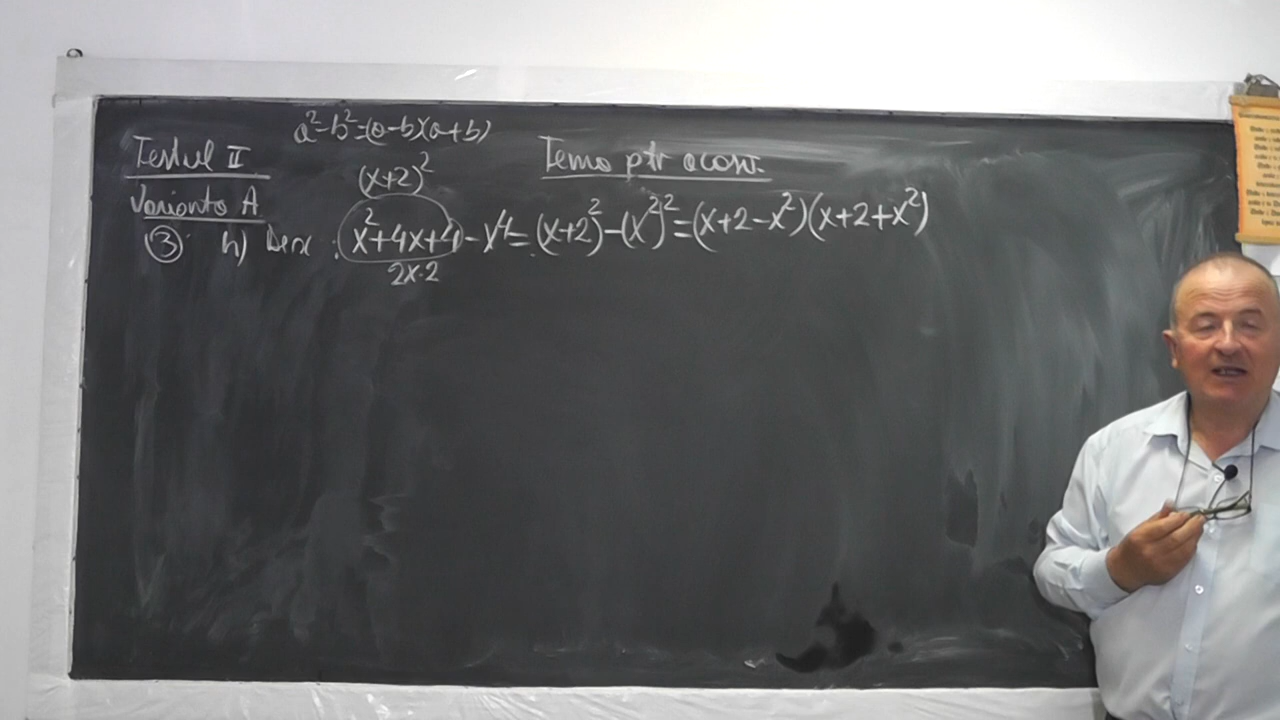 a²-b²=(a-b)(a+b)
Testul II
Tema ptr acasă.
(x+2)²
Varianta A
③ h) Desc : x²+4x+4-x⁴=(x+2)²-(x²)²=(x+2-x²)(x+2+x²)
2x·2